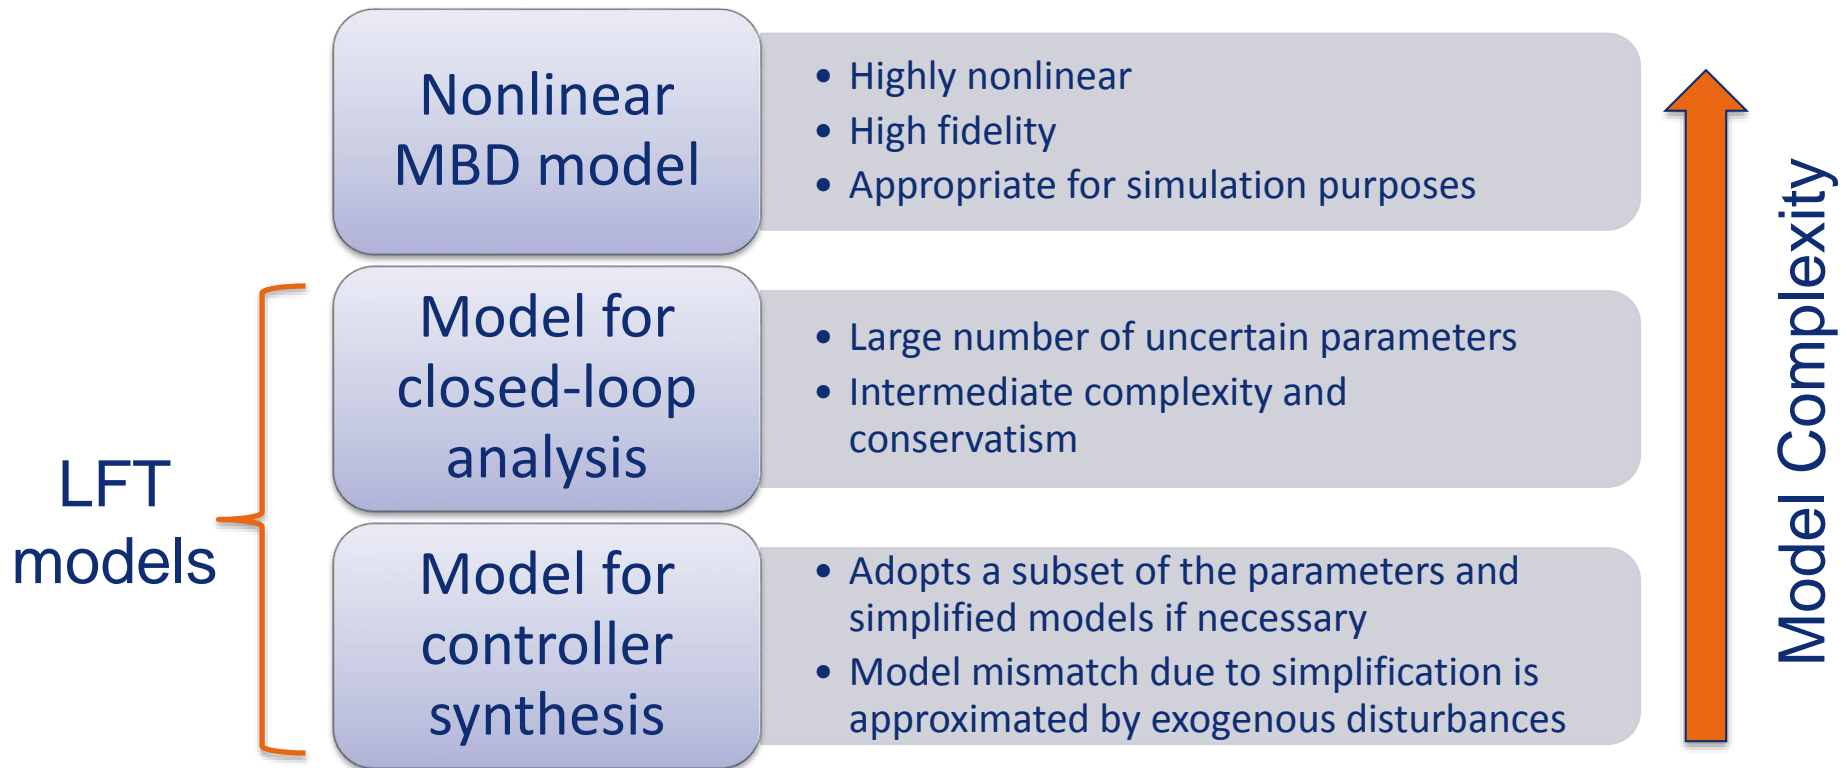 Nonlinear
MBD model
• Highly nonlinear
• High fidelity
• Appropriate for simulation purposes
LFT
models
Model for
closed-loop
analysis
• Large number of uncertain parameters
• Intermediate complexity and
conservatism
Model for
controller
synthesis
• Adopts a subset of the parameters and
simplified models if necessary
• Model mismatch due to simplification is
approximated by exogenous disturbances
Model Complexity